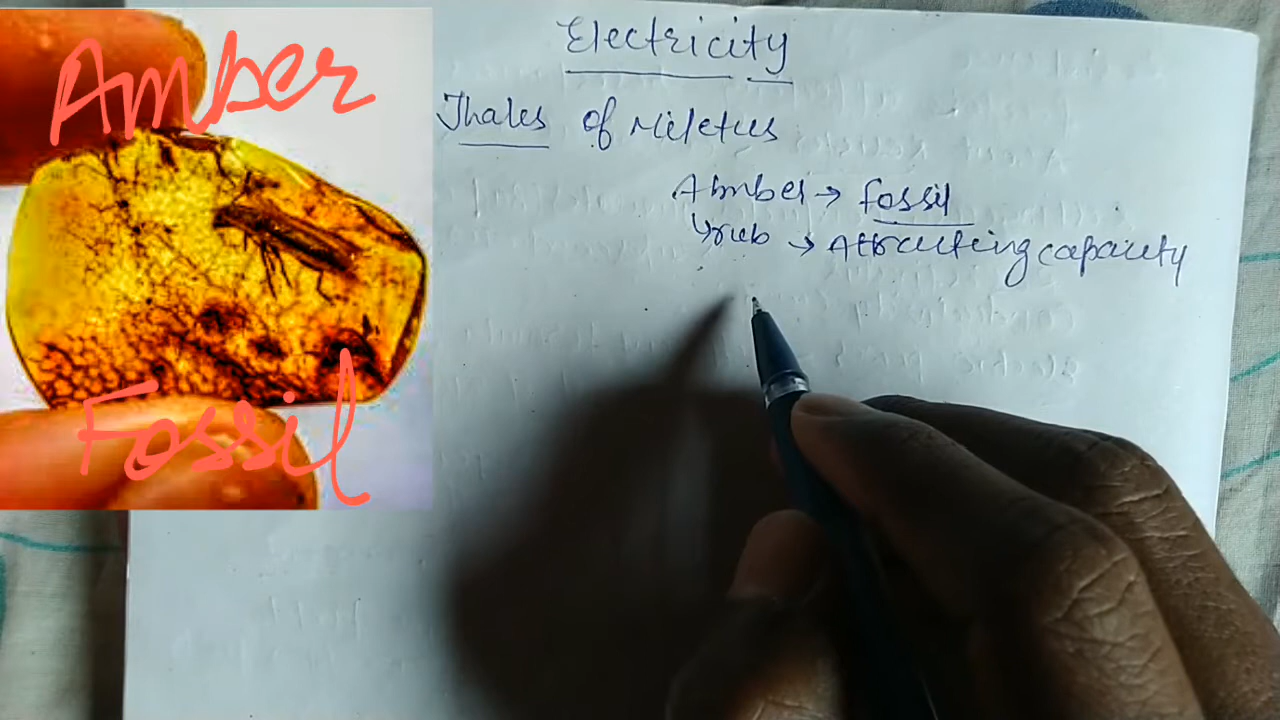 Amber
Fossil
Electricity
Thales of Miletus
Amber → fossil
↳rub → Attracting capacity